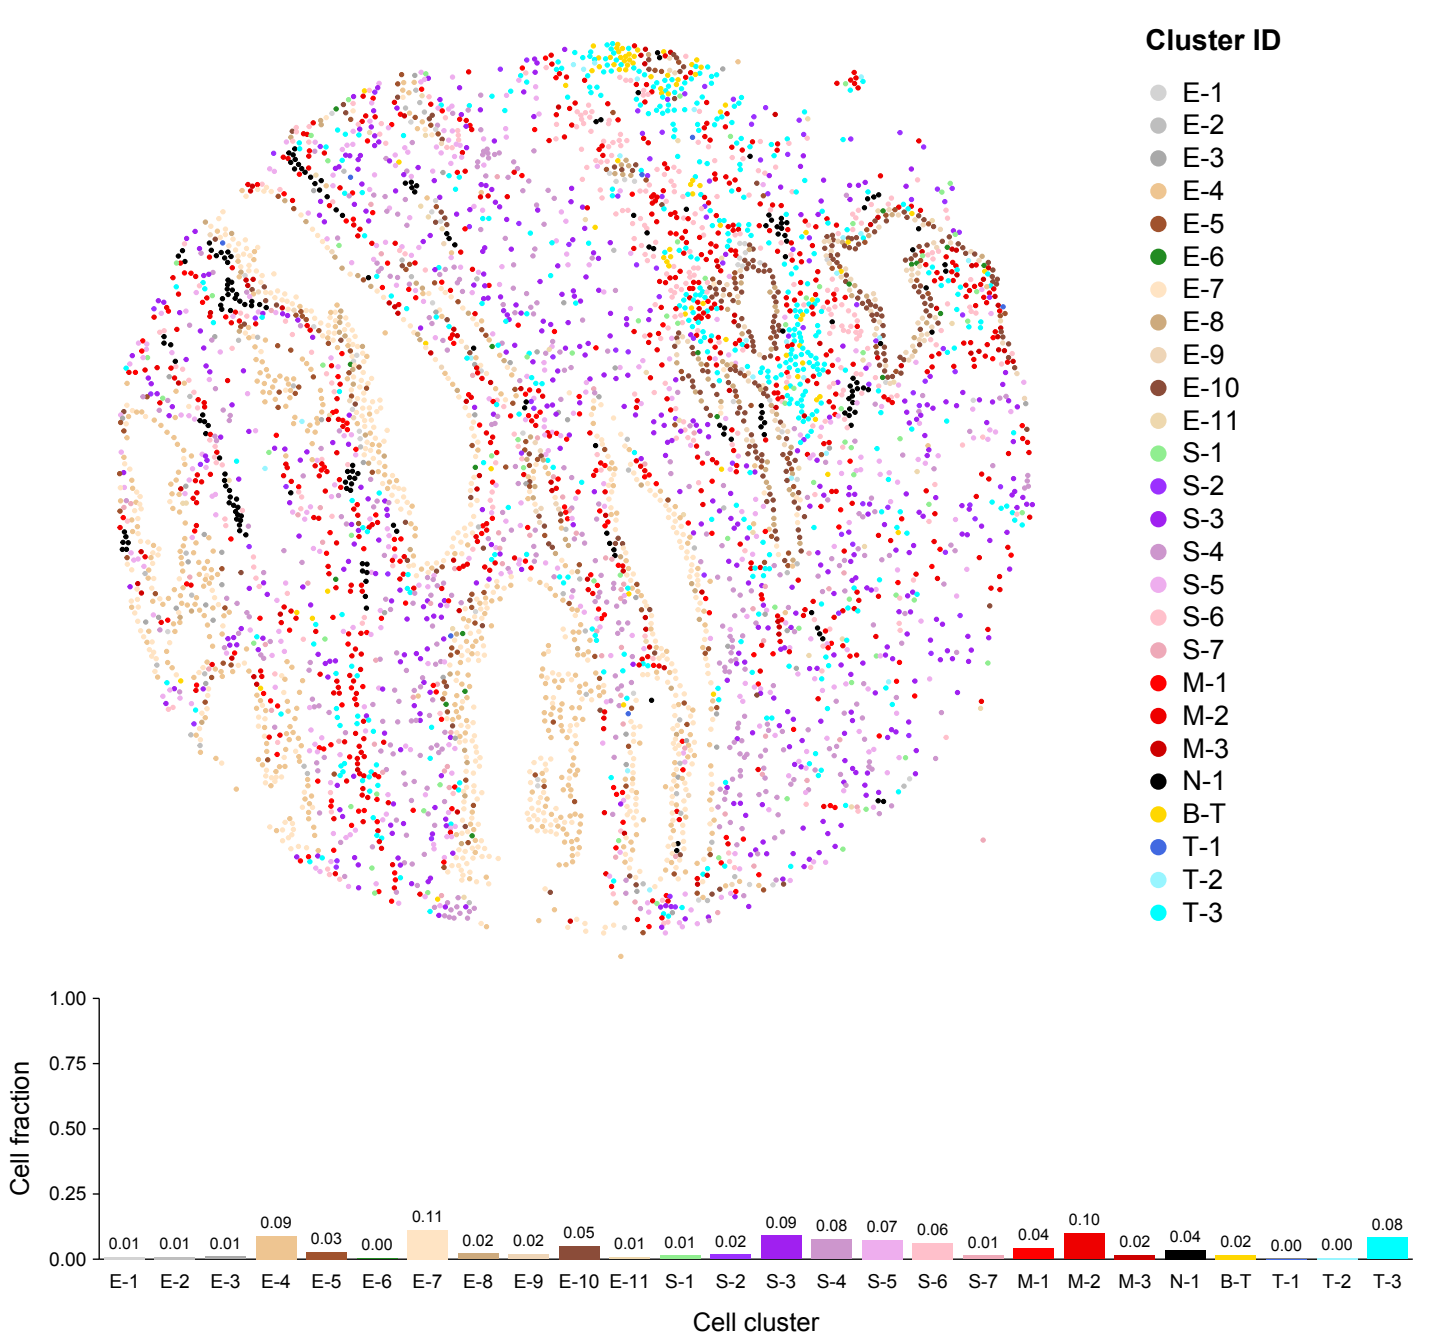 Cluster ID
E-1
E-2
E-3
E-4
E-5
E-6
E-7
E-8
E-9
E-10
E-11
S-1
S-2
S-3
S-4
S-5
S-6
S-7
M-1
M-2
M-3
N-1
B-T
T-1
T-2
T-3
1.00
0.75
0.50
0.25
0.00
Cell fraction
0.01 0.01 0.01 0.09 0.03 0.00 0.11 0.02 0.02 0.05 0.01 0.01 0.02 0.09 0.08 0.07 0.06 0.01 0.04 0.10 0.02 0.04 0.02 0.00 0.00 0.08
E-1 E-2 E-3 E-4 E-5 E-6 E-7 E-8 E-9 E-10 E-11 S-1 S-2 S-3 S-4 S-5 S-6 S-7 M-1 M-2 M-3 N-1 B-T T-1 T-2 T-3
Cell cluster